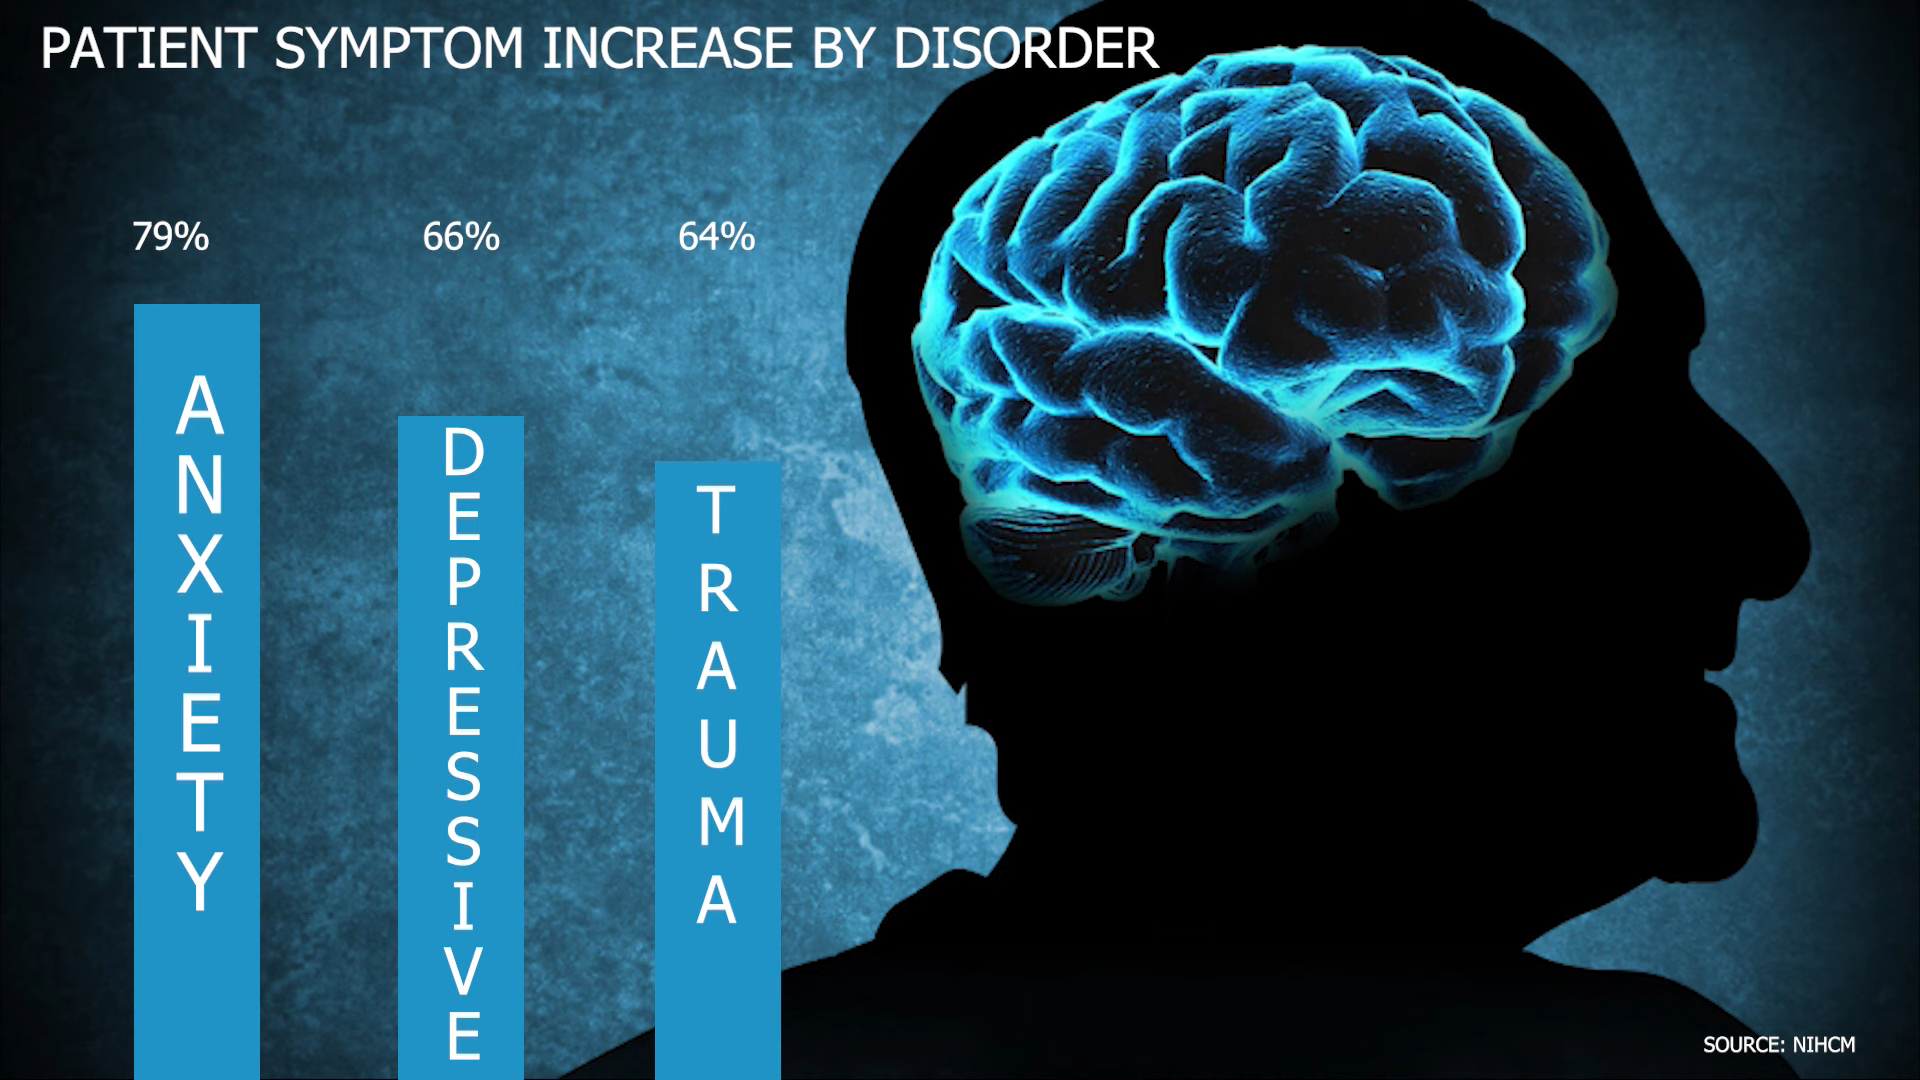 PATIENT SYMPTOM INCREASE BY DISORDER
79%
66%
64%
ANXIETY
DEPRESSIVE
TRAUMA
SOURCE: NIHCM